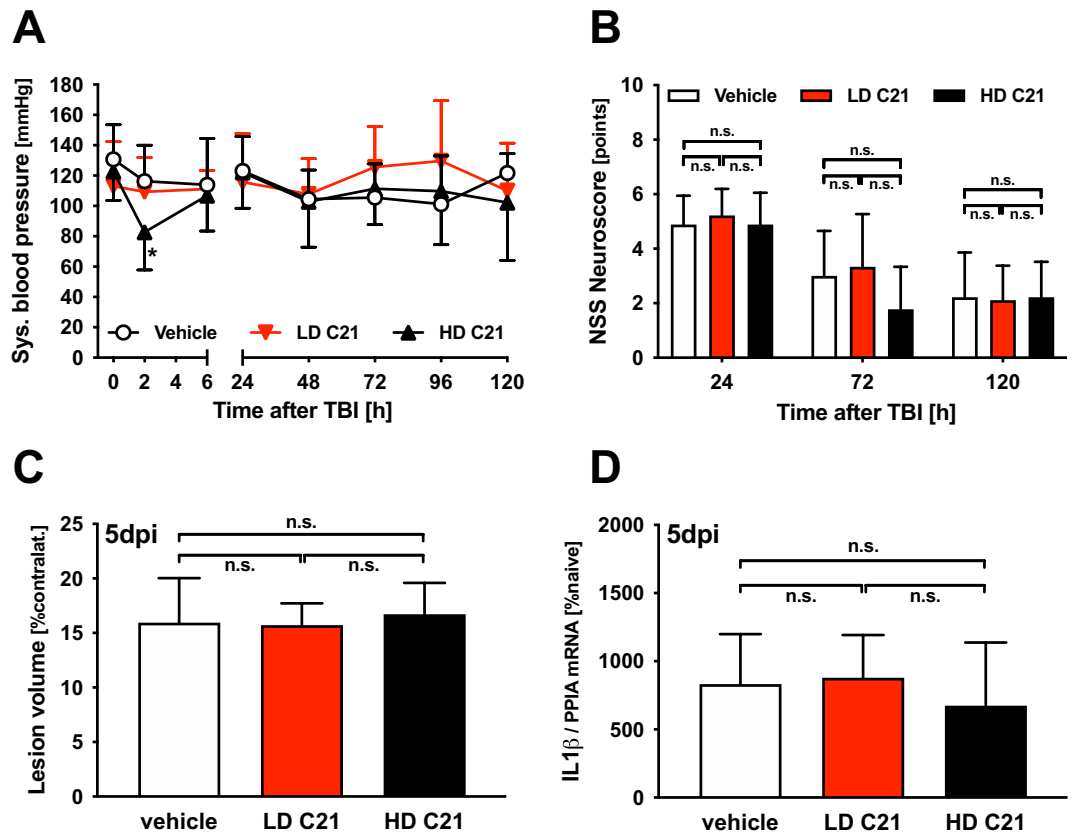 A
Sys. blood pressure [mmHg]
180
160
140
120
100
80
60
40
20
0
*
Vehicle LD C21 HD C21
0 2 4 6 24 48 72 96 120
Time after TBI [h]
B
NSS Neuroscore [points]
10
8
6
4
2
0
Vehicle LD C21 HD C21
n.s.
n.s. n.s.
n.s.
n.s. n.s.
n.s.
n.s. n.s.
24 72 120
Time after TBI [h]
C
Lesion volume [%contralat.]
25
20
15
10
5
0
5dpi
n.s.
n.s. n.s.
vehicle LD C21 HD C21
D
IL1β / PPIA mRNA [%naive]
2000
1500
1000
500
0
5dpi
n.s.
n.s. n.s.
vehicle LD C21 HD C21